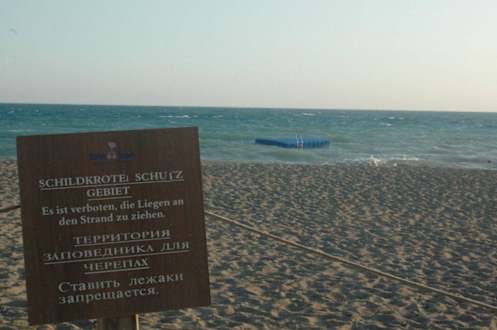 SCHILDKROTEN SCHUTZ
GEBIET
Es ist verboten, die Liegen an
den Strand zu ziehen.
ТЕРРИТОРИЯ
ЗАПОВЕДНИКА ДЛЯ
ЧЕРЕПАХ
Ставить лежаки
запрещается.